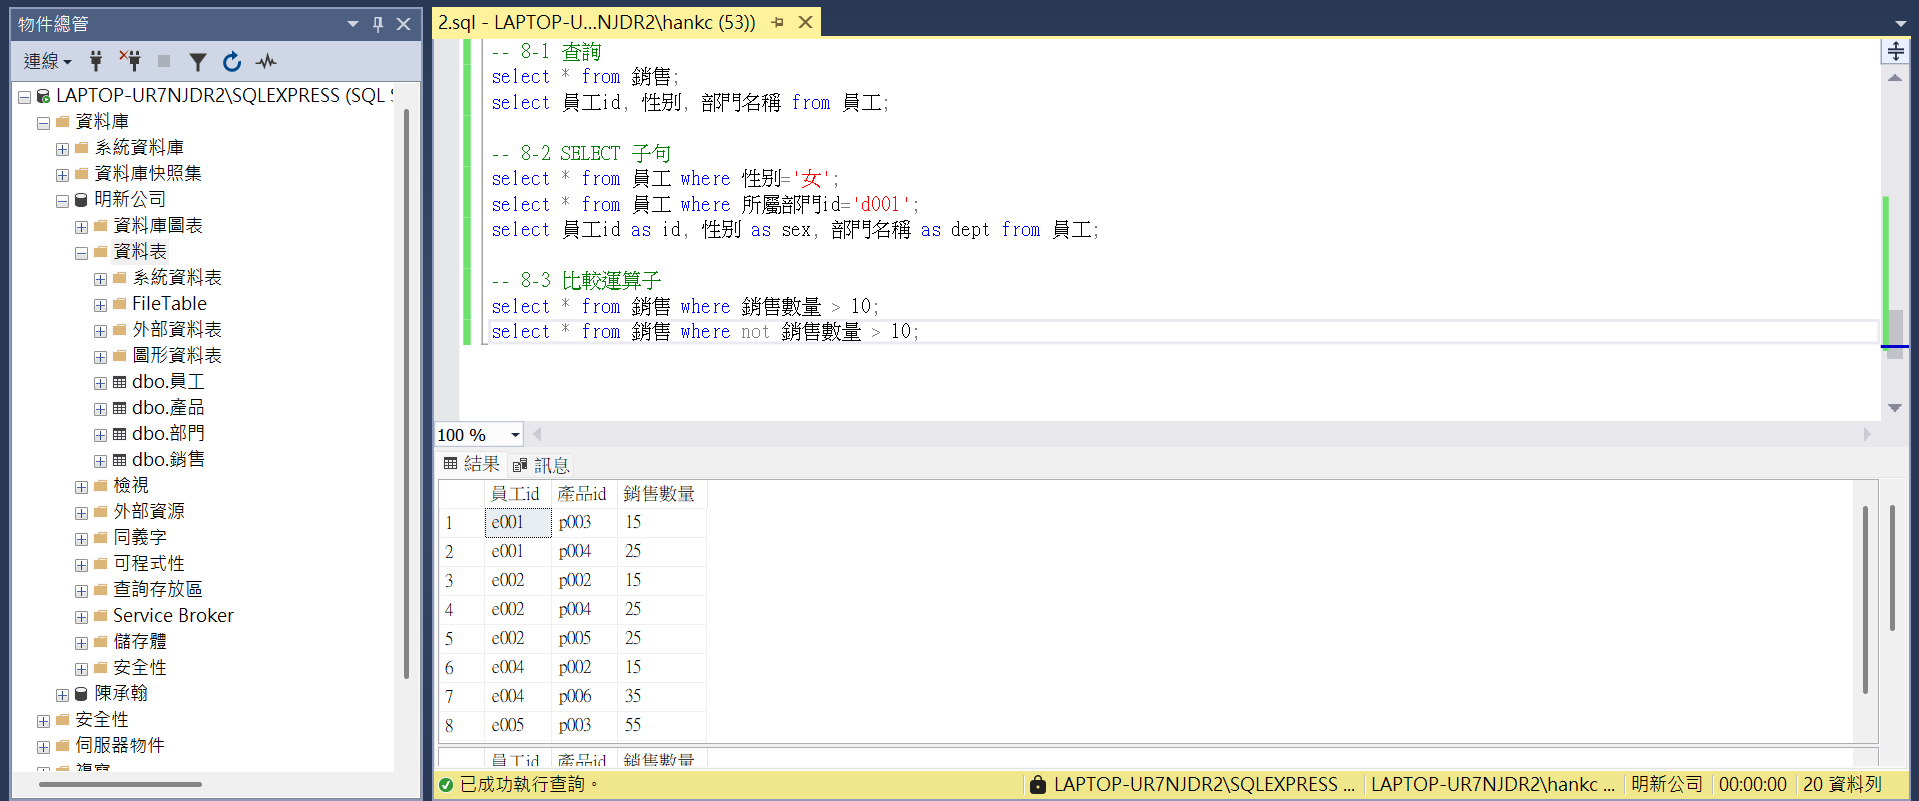 物件總管
連線
LAPTOP-UR7NJDR2\SQLEXPRESS (SQL S
資料庫
系統資料庫
資料庫快照集
明新公司
資料庫圖表
資料表
系統資料表
FileTable
外部資料表
圖形資料表
dbo.員工
dbo.產品
dbo.部門
dbo.銷售
檢視
外部資源
同義字
可程式性
查詢存放區
Service Broker
儲存體
安全性
陳承翰
安全性
伺服器物件
複寫
2.sql - LAPTOP-U...NJDR2\hankc (53))
-- 8-1 查詢
select * from 銷售;
select 員工id, 性別, 部門名稱 from 員工;
-- 8-2 SELECT 子句
select * from 員工 where 性別='女';
select * from 員工 where 所屬部門id='d001';
select 員工id as id, 性別 as sex, 部門名稱 as dept from 員工;
-- 8-3 比較運算子
select * from 銷售 where 銷售數量 > 10;
select * from 銷售 where not 銷售數量 > 10;
100 %
結果 訊息
員工id 產品id 銷售數量
1 e001 p003 15
2 e001 p004 25
3 e002 p002 15
4 e002 p004 25
5 e002 p005 25
6 e004 p002 15
7 e004 p006 35
8 e005 p003 55
員工id 產品id 銷售數量
已成功執行查詢。 LAPTOP-UR7NJDR2\SQLEXPRESS ... LAPTOP-UR7NJDR2\hankc ... 明新公司 00:00:00 20 資料列